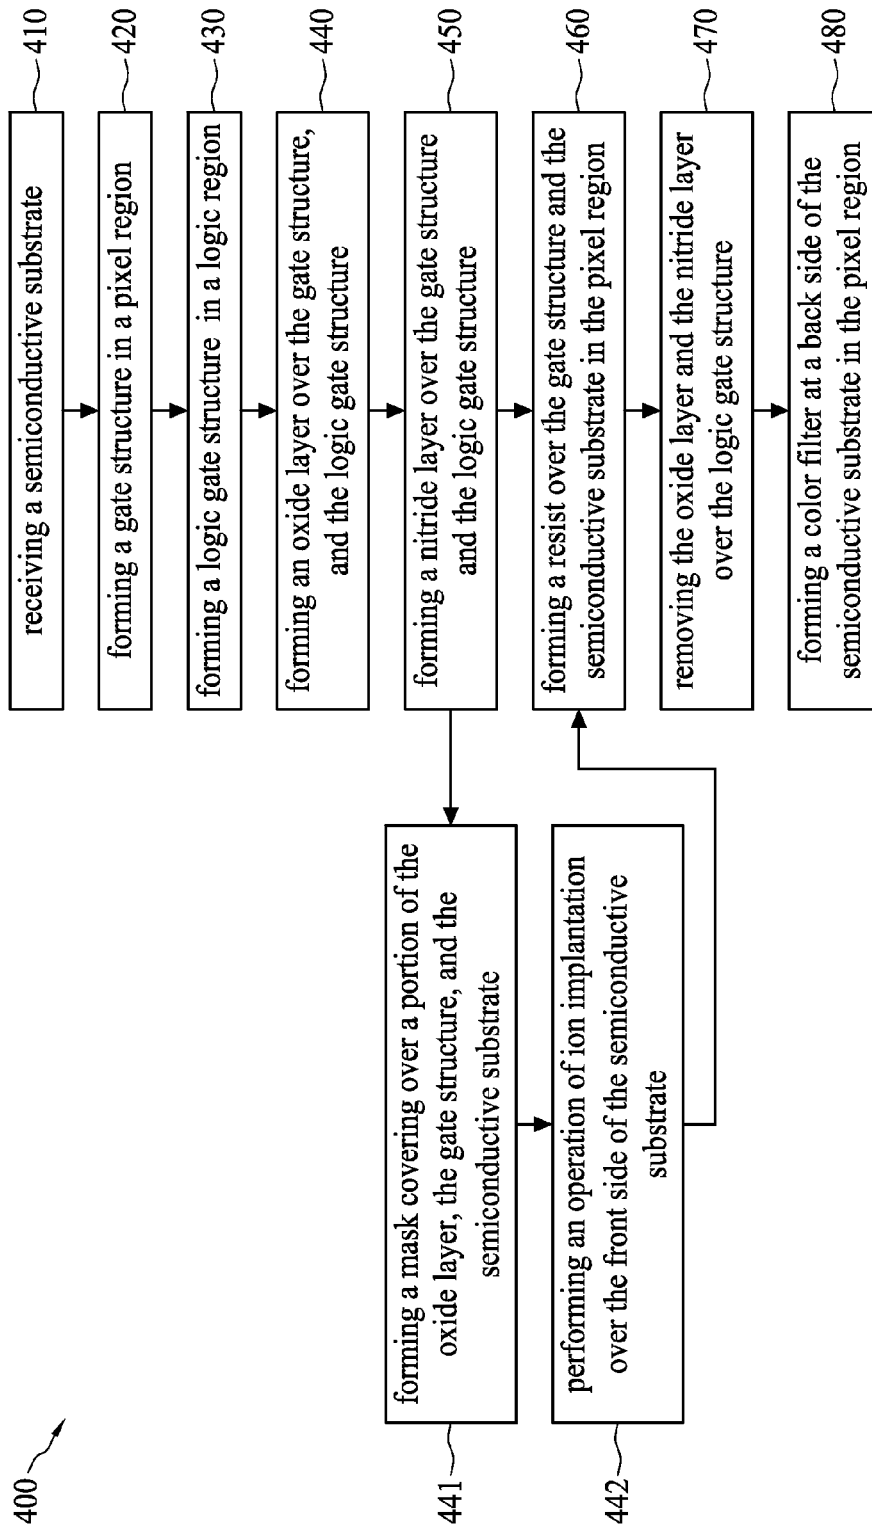 400
receiving a semiconductive substrate
410
forming a gate structure in a pixel region
420
forming a logic gate structure in a logic region
430
forming an oxide layer over the gate structure,
and the logic gate structure
440
forming a nitride layer over the gate structure
and the logic gate structure
450
forming a mask covering over a portion of the
oxide layer, the gate structure, and the
semiconductive substrate
441
performing an operation of ion implantation
over the front side of the semiconductive
substrate
442
forming a resist over the gate structure and the
semiconductive substrate in the pixel region
460
removing the oxide layer and the nitride layer
over the logic gate structure
470
forming a color filter at a back side of the
semiconductive substrate in the pixel region
480